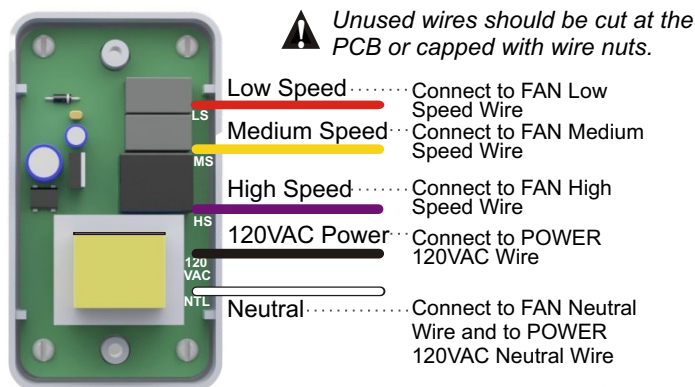 Unused wires should be cut at the
PCB or capped with wire nuts.
Low Speed
Connect to FAN Low
Speed Wire
LS
Medium Speed
Connect to FAN Medium
Speed Wire
MS
High Speed
Connect to FAN High
Speed Wire
HS
120VAC Power
Connect to POWER
120VAC Wire
120
VAC
NTL
Neutral
Connect to FAN Neutral
Wire and to POWER
120VAC Neutral Wire